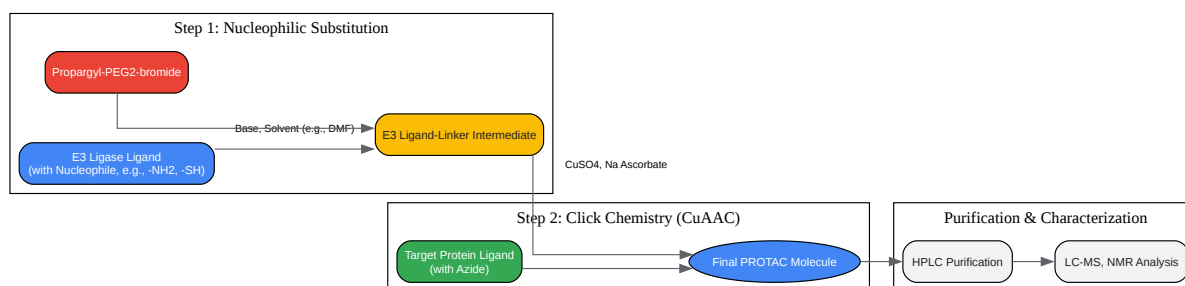 Step 1: Nucleophilic Substitution
Propargyl-PEG2-bromide
Base, Solvent (e.g., DMF)
E3 Ligand-Linker Intermediate
E3 Ligase Ligand
(with Nucleophile, e.g., -NH2, -SH)
CuSO4, Na Ascorbate
Step 2: Click Chemistry (CuAAC)
Target Protein Ligand
(with Azide)
Final PROTAC Molecule
Purification & Characterization
HPLC Purification
LC-MS, NMR Analysis